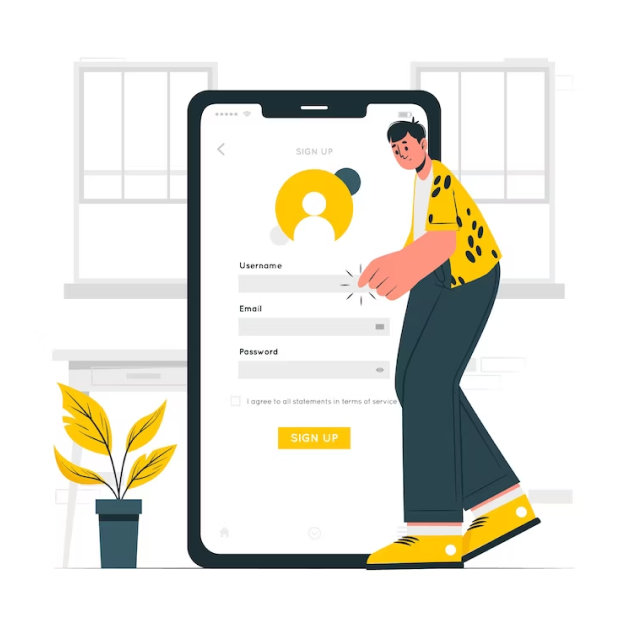 SIGN UP
Username
Email
Password
I agree to all statements in terms of service
SIGN UP